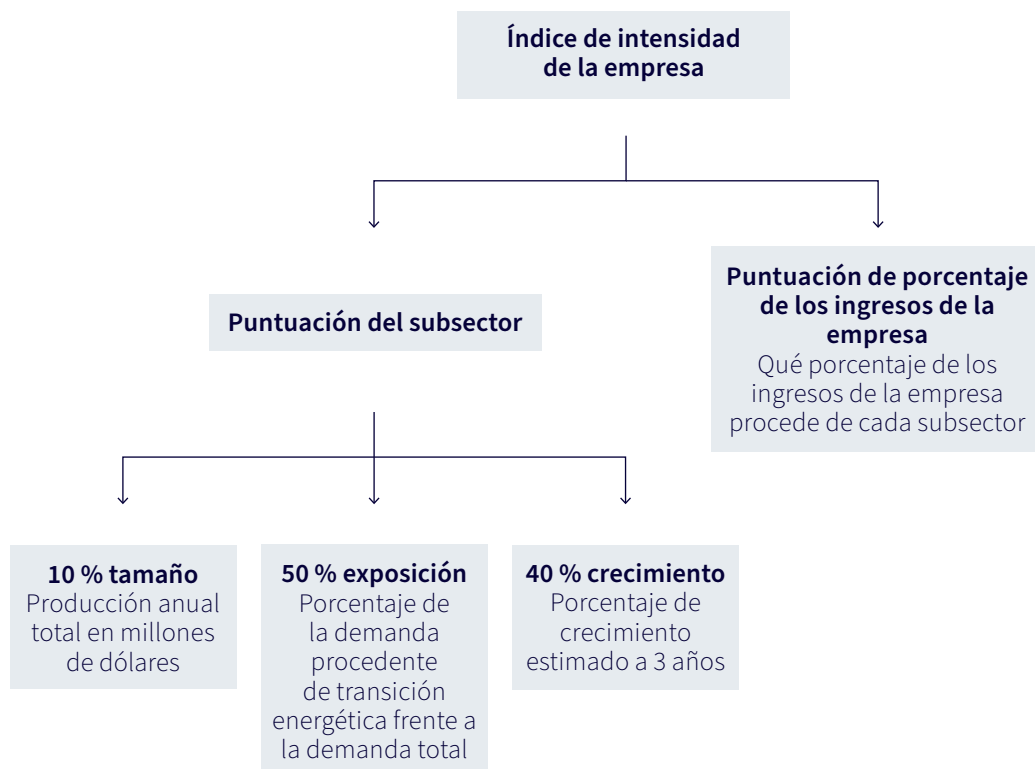 Índice de intensidad
de la empresa
Puntuación del subsector
Puntuación de porcentaje
de los ingresos de la
empresa
Qué porcentaje de los
ingresos de la empresa
procede de cada subsector
10 % tamaño
Producción anual
total en millones
de dólares
50 % exposición
Porcentaje de
la demanda
procedente
de transición
energética frente a
la demanda total
40 % crecimiento
Porcentaje de
crecimiento
estimado a 3 años